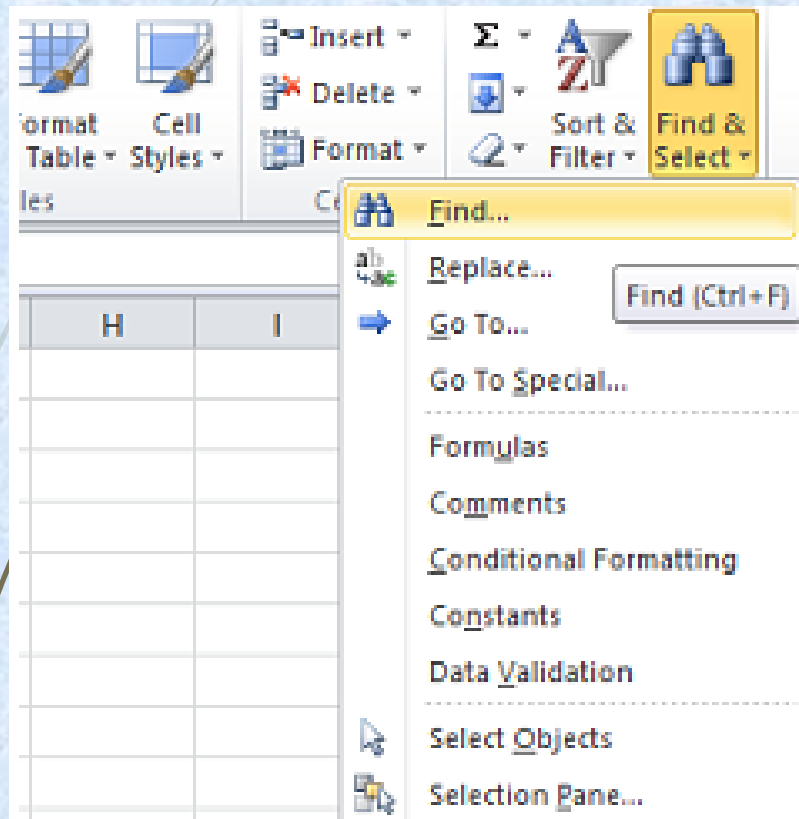 Insert
Σ
Delete
Format
ormat
Table
Cell
Styles
Sort &
Filter
Find &
Select
les
Ce
H
I
Find...
Replace...
Find (Ctrl+F)
Go To...
Go To Special...
Formulas
Comments
Conditional Formatting
Constants
Data Validation
Select Objects
Selection Pane...